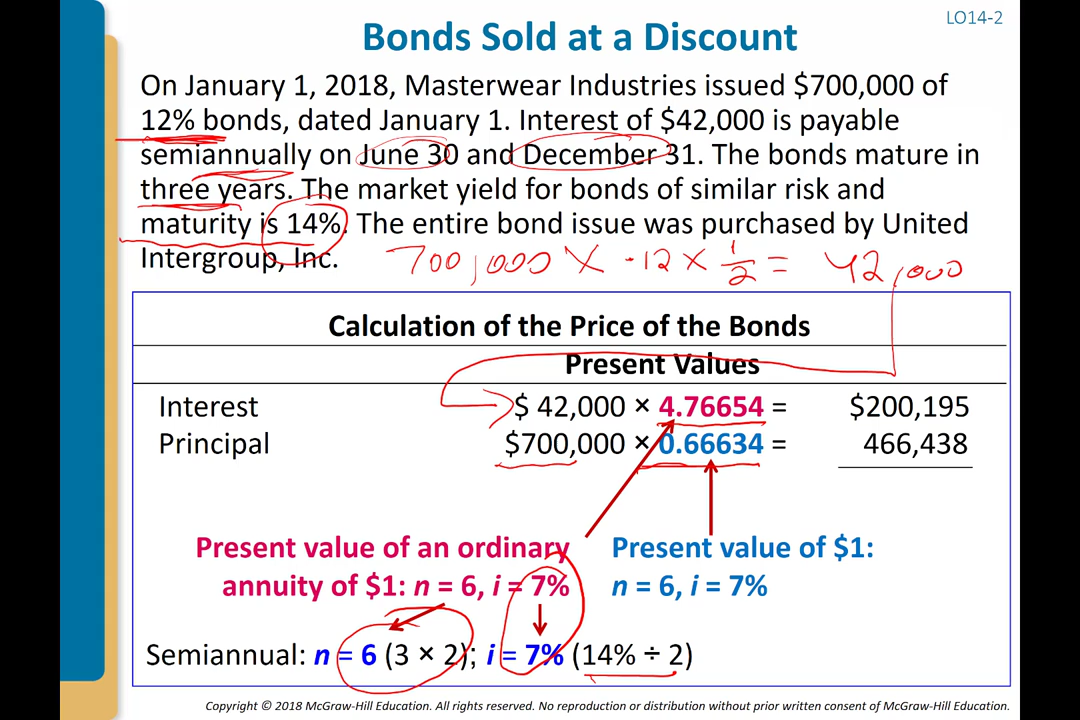 LO14-2
Bonds Sold at a Discount
On January 1, 2018, Masterwear Industries issued $700,000 of
12% bonds, dated January 1. Interest of $42,000 is payable
semiannually on June 30 and December 31. The bonds mature in
three years. The market yield for bonds of similar risk and
maturity is 14%. The entire bond issue was purchased by United
Intergroup, Inc.
700,000 X .12 X 1/2 = 42,000
Calculation of the Price of the Bonds
Present Values
Interest $ 42,000 × 4.76654 = $200,195
Principal $700,000 × 0.66634 = 466,438
Present value of an ordinary
annuity of $1: n = 6, i = 7%
Present value of $1:
n = 6, i = 7%
Semiannual: n = 6 (3 × 2); i = 7% (14% ÷ 2)
Copyright © 2018 McGraw-Hill Education. All rights reserved. No reproduction or distribution without prior written consent of McGraw-Hill Education.